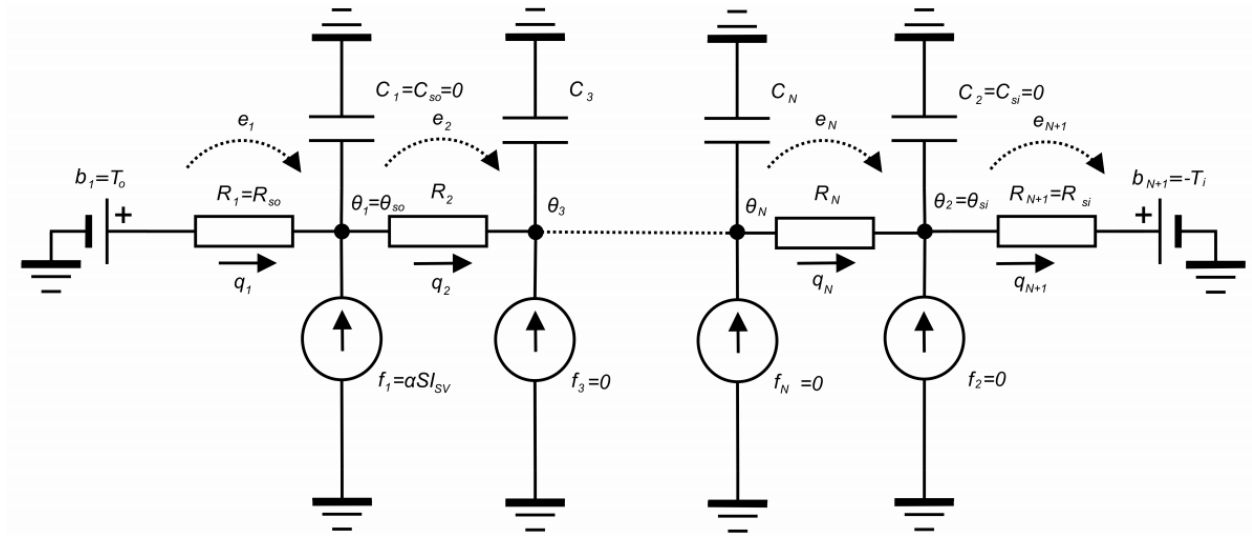 C₁=Cₛₒ=0
C₃
C_N
C₂=C_si=0
e₁
e₂
e_N
e_N+1
b₁=Tₒ
+
R₁=R_so
θ₁=θ_so
R₂
θ₃
θ_N
R_N
θ₂=θ_si
R_N+1=R_si
b_N+1=-T_i
+
q₁
q₂
q_N
q_N+1
f₁=αSI_SV
f₃=0
f_N=0
f₂=0